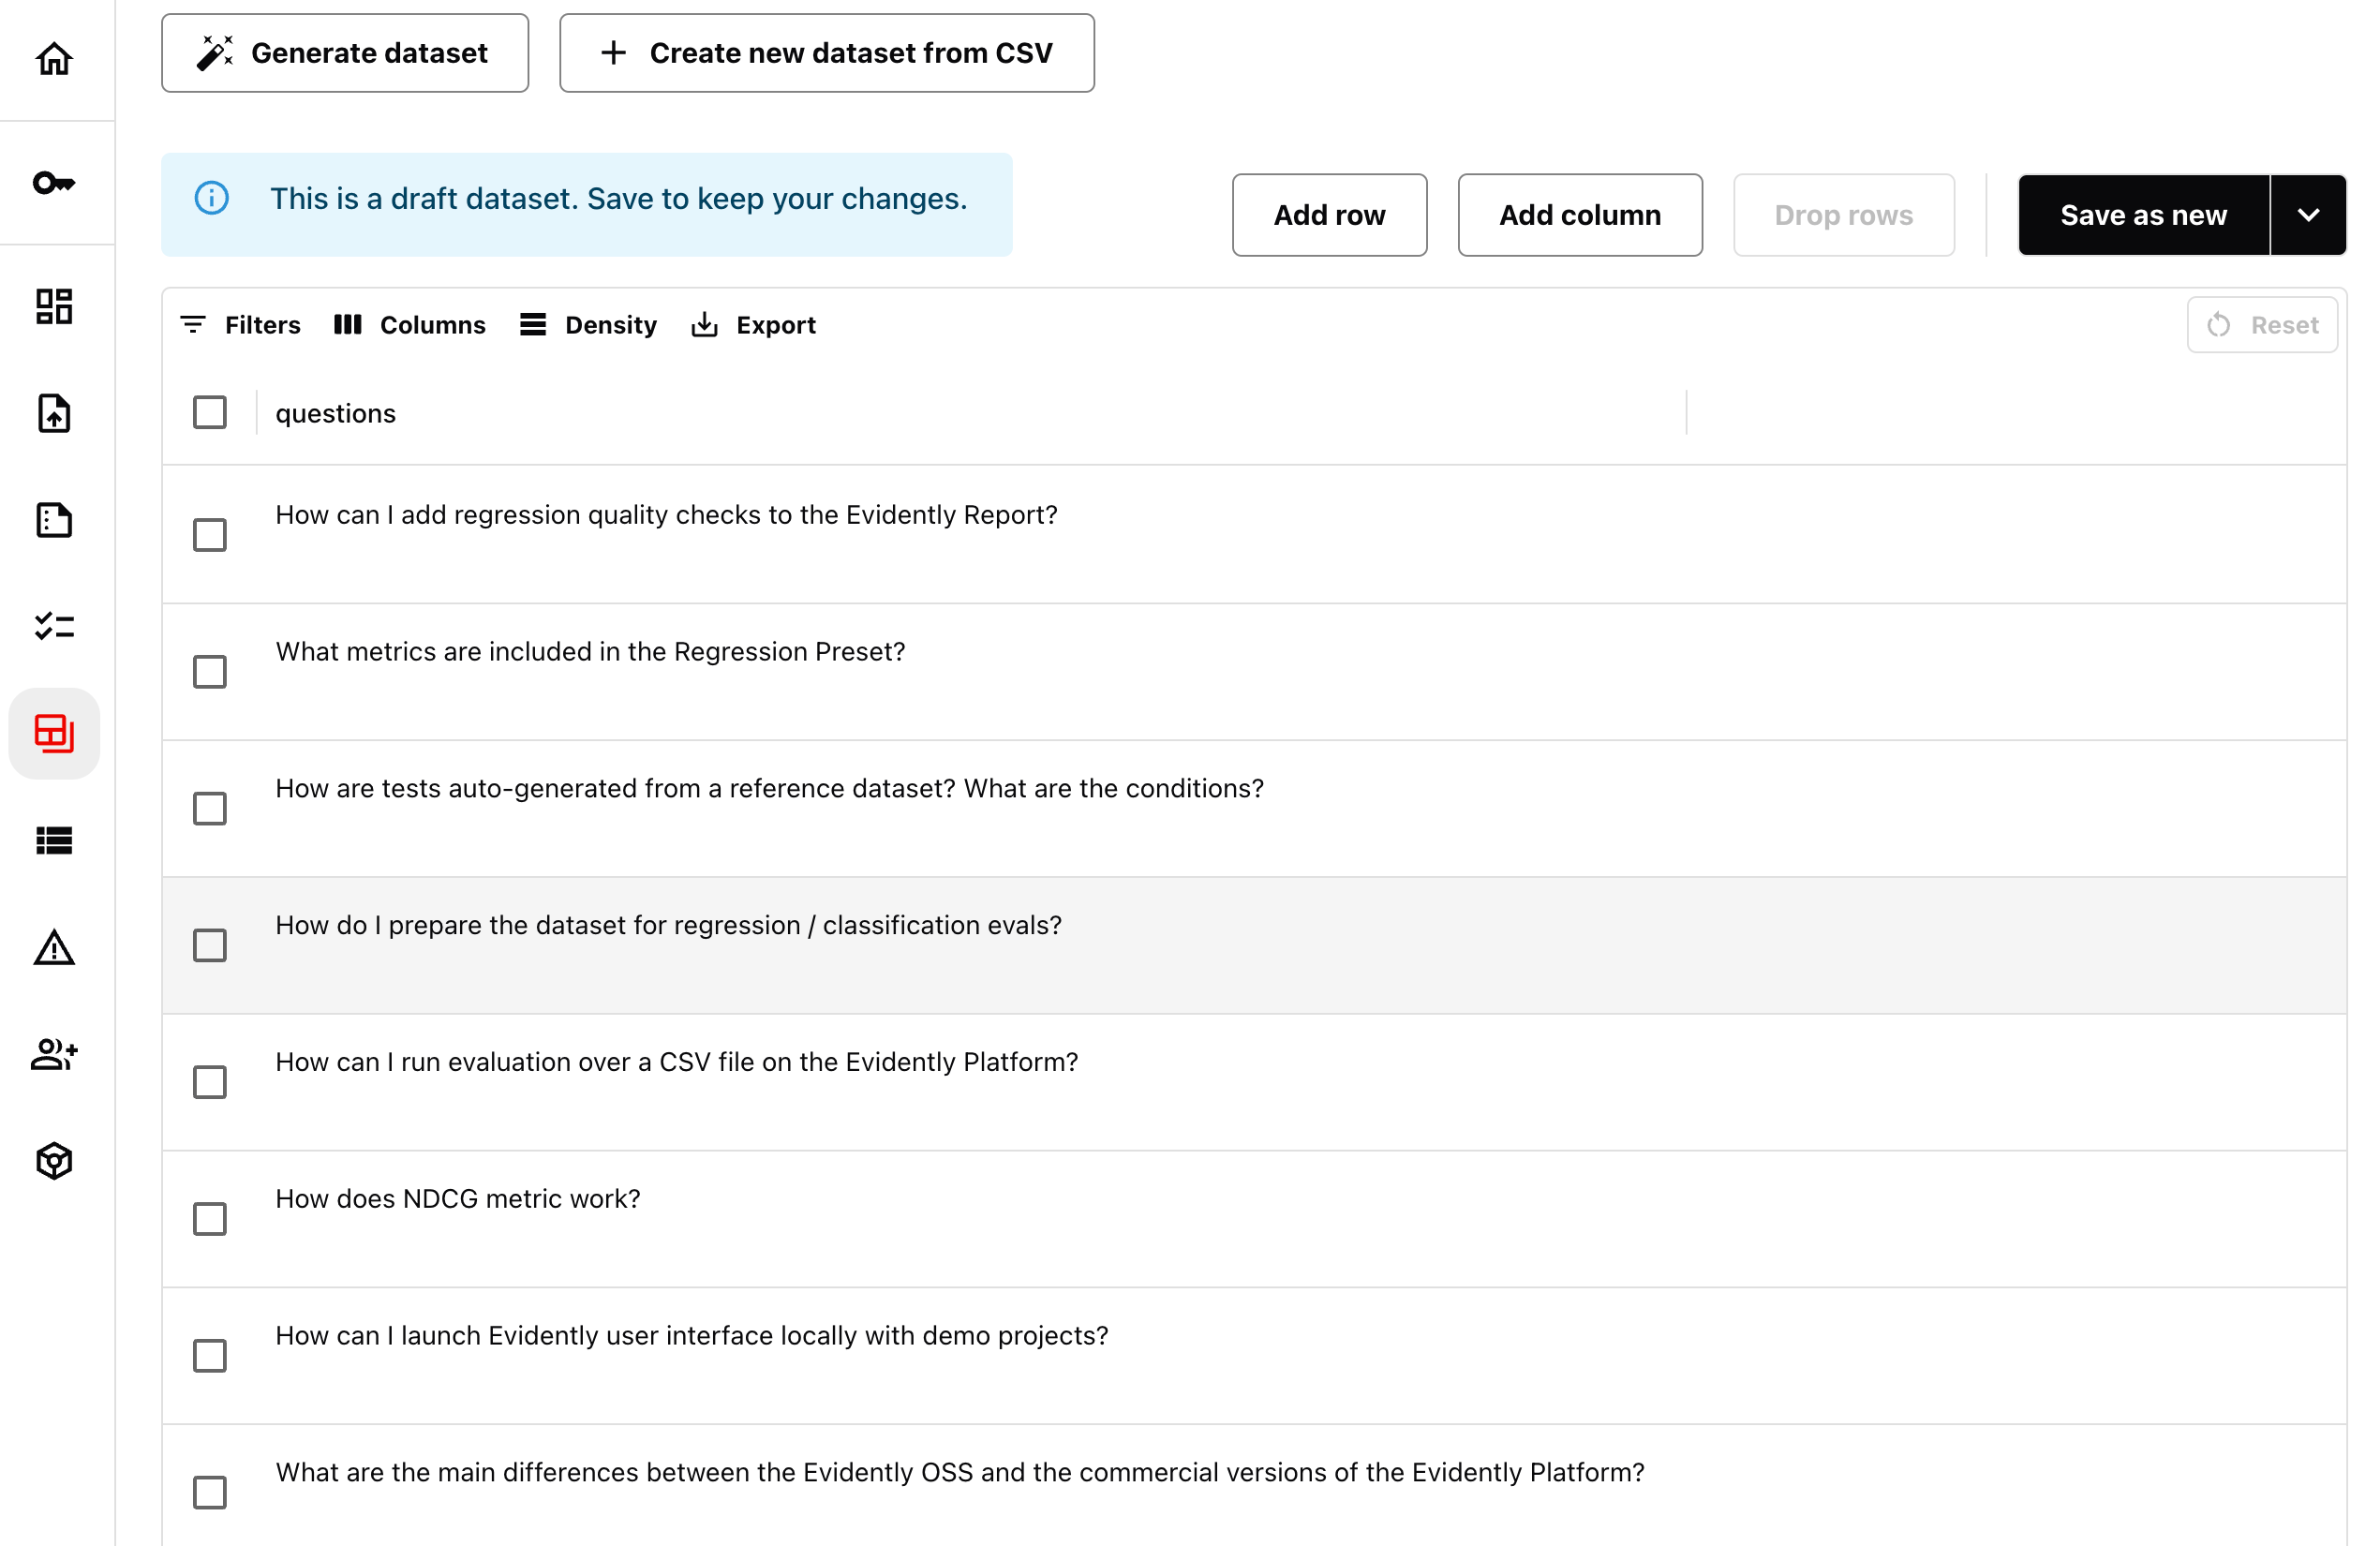 Generate dataset
Create new dataset from CSV
This is a draft dataset. Save to keep your changes.
Add row
Add column
Drop rows
Save as new
Filters
Columns
Density
Export
Reset
questions
How can I add regression quality checks to the Evidently Report?
What metrics are included in the Regression Preset?
How are tests auto-generated from a reference dataset? What are the conditions?
How do I prepare the dataset for regression / classification evals?
How can I run evaluation over a CSV file on the Evidently Platform?
How does NDCG metric work?
How can I launch Evidently user interface locally with demo projects?
What are the main differences between the Evidently OSS and the commercial versions of the Evidently Platform?